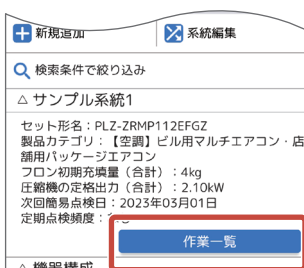 新規追加
系統編集
検索条件で絞り込み
△ サンプル系統1
セット形名：PLZ-ZRMP112EFGZ
製品カテゴリ：【空調】ビル用マルチエアコン・店
舗用パッケージエアコン
フロン初期充填量（合計）：4kg
圧縮機の定格出力（合計）：2.10kW
次回簡易点検日：2023年03月01日
定期点検頻度：
作業一覧
△ 機器構成